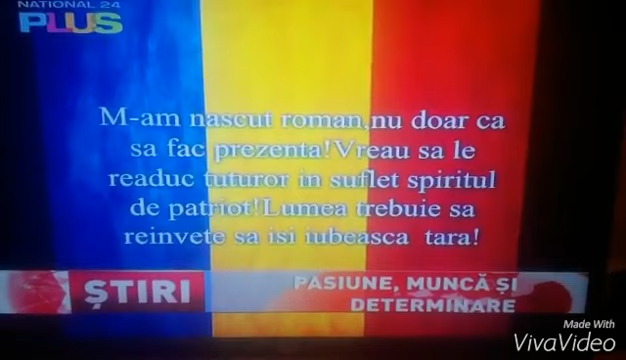 NATIONAL 24
PLUS
M-am nascut roman,nu doar ca
sa fac prezenta!Vreau sa le
readuc tuturor in suflet spiritul
de patriot!Lumea trebuie sa
reinvete sa isi iubeasca tara!
ȘTIRI
PASIUNE, MUNCĂ ȘI
DETERMINARE
Made With
VivaVideo